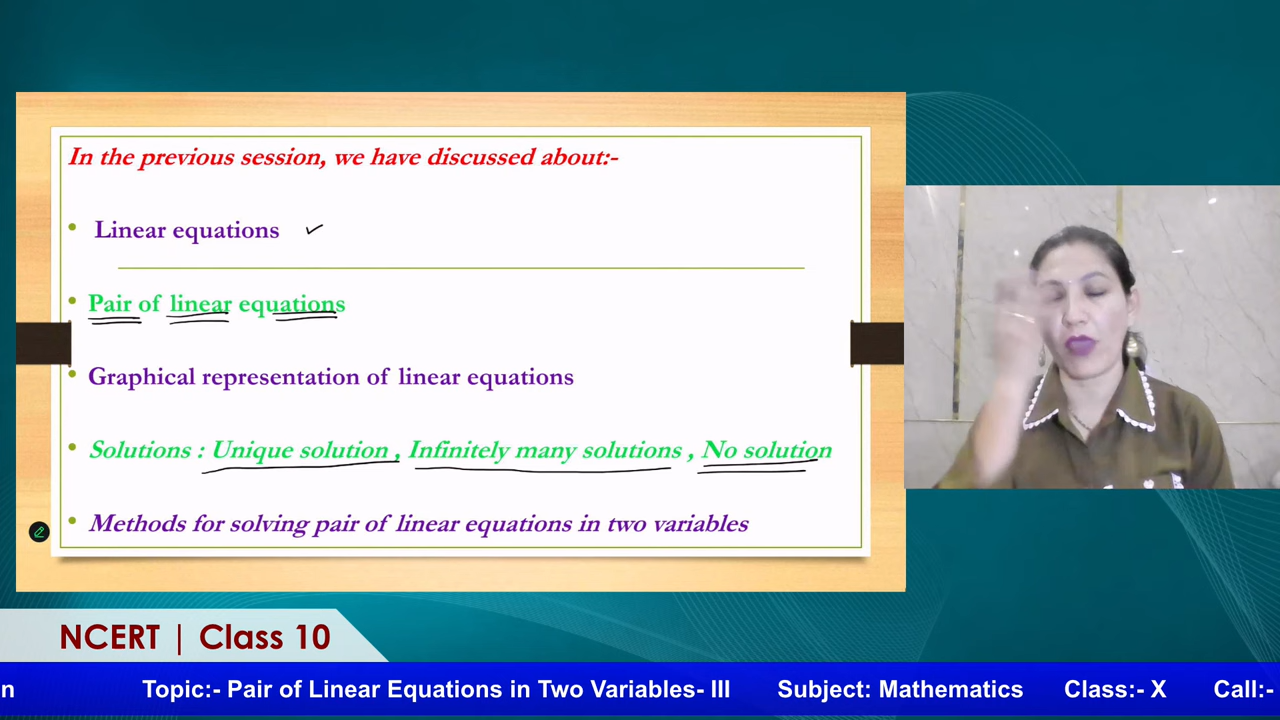 In the previous session, we have discussed about:-
• Linear equations
• Pair of linear equations
• Graphical representation of linear equations
• Solutions : Unique solution , Infinitely many solutions , No solution
• Methods for solving pair of linear equations in two variables
NCERT | Class 10
n Topic:- Pair of Linear Equations in Two Variables- III Subject: Mathematics Class:- X Call:-